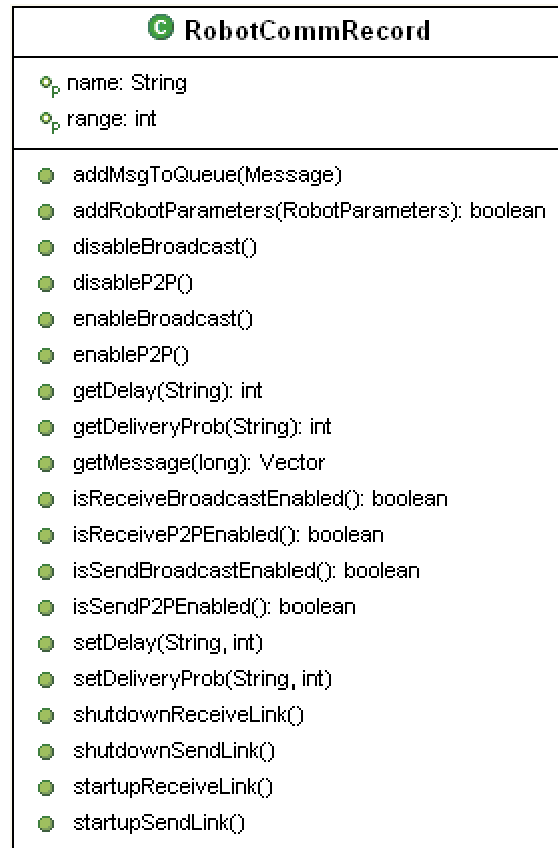 C RobotCommRecord
P name: String
P range: int
addMsgToQueue(Message)
addRobotParameters(RobotParameters): boolean
disableBroadcast()
disableP2P()
enableBroadcast()
enableP2P()
getDelay(String): int
getDeliveryProb(String): int
getMessage(long): Vector
isReceiveBroadcastEnabled(): boolean
isReceiveP2PEnabled(): boolean
isSendBroadcastEnabled(): boolean
isSendP2PEnabled(): boolean
setDelay(String, int)
setDeliveryProb(String, int)
shutdownReceiveLink()
shutdownSendLink()
startupReceiveLink()
startupSendLink()